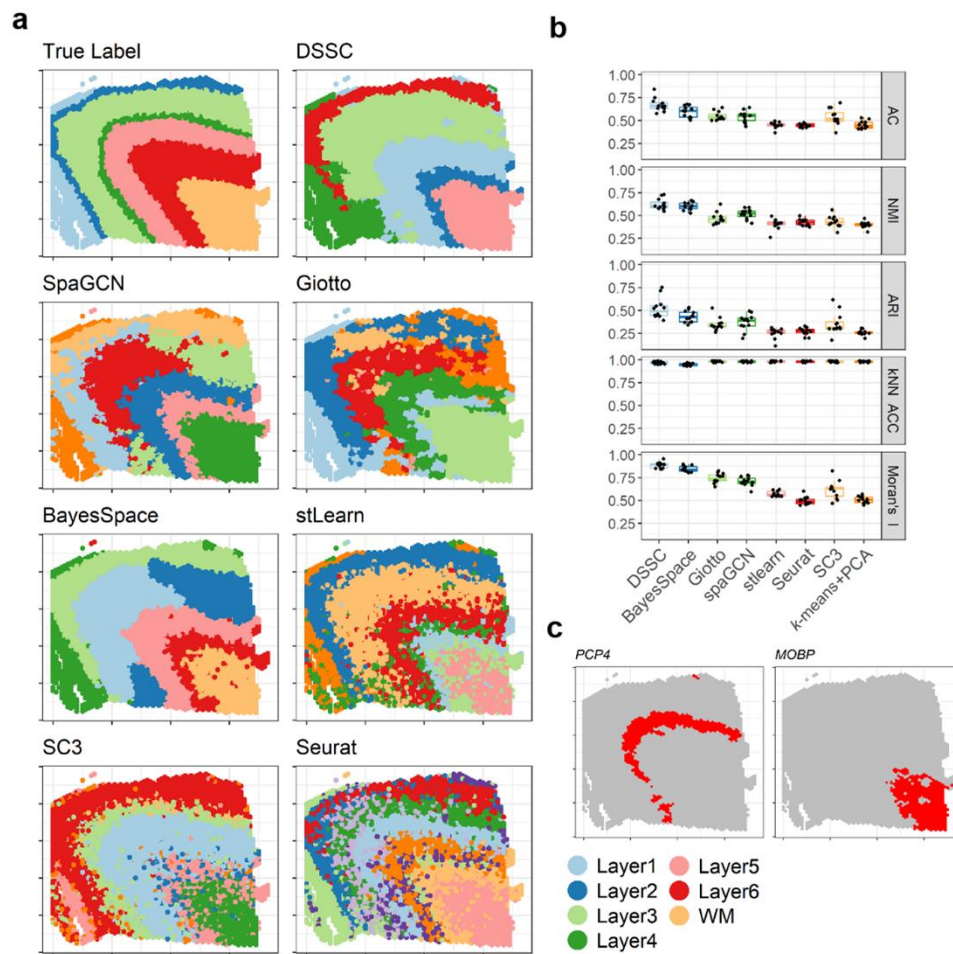 a
True Label
DSSC
SpaGCN
Giotto
BayesSpace
stLearn
SC3
Seurat
b
1.00
0.75
0.50
0.25
AC
1.00
0.75
0.50
0.25
NMI
1.00
0.75
0.50
0.25
ARI
1.00
0.75
0.50
0.25
kNN ACC
1.00
0.75
0.50
0.25
Moran's I
DSSC
BayesSpace
Giotto
spaGCN
stlearn
Seurat
SC3
k-means+PCA
c
PCP4
MOBP
Layer1
Layer2
Layer3
Layer4
Layer5
Layer6
WM